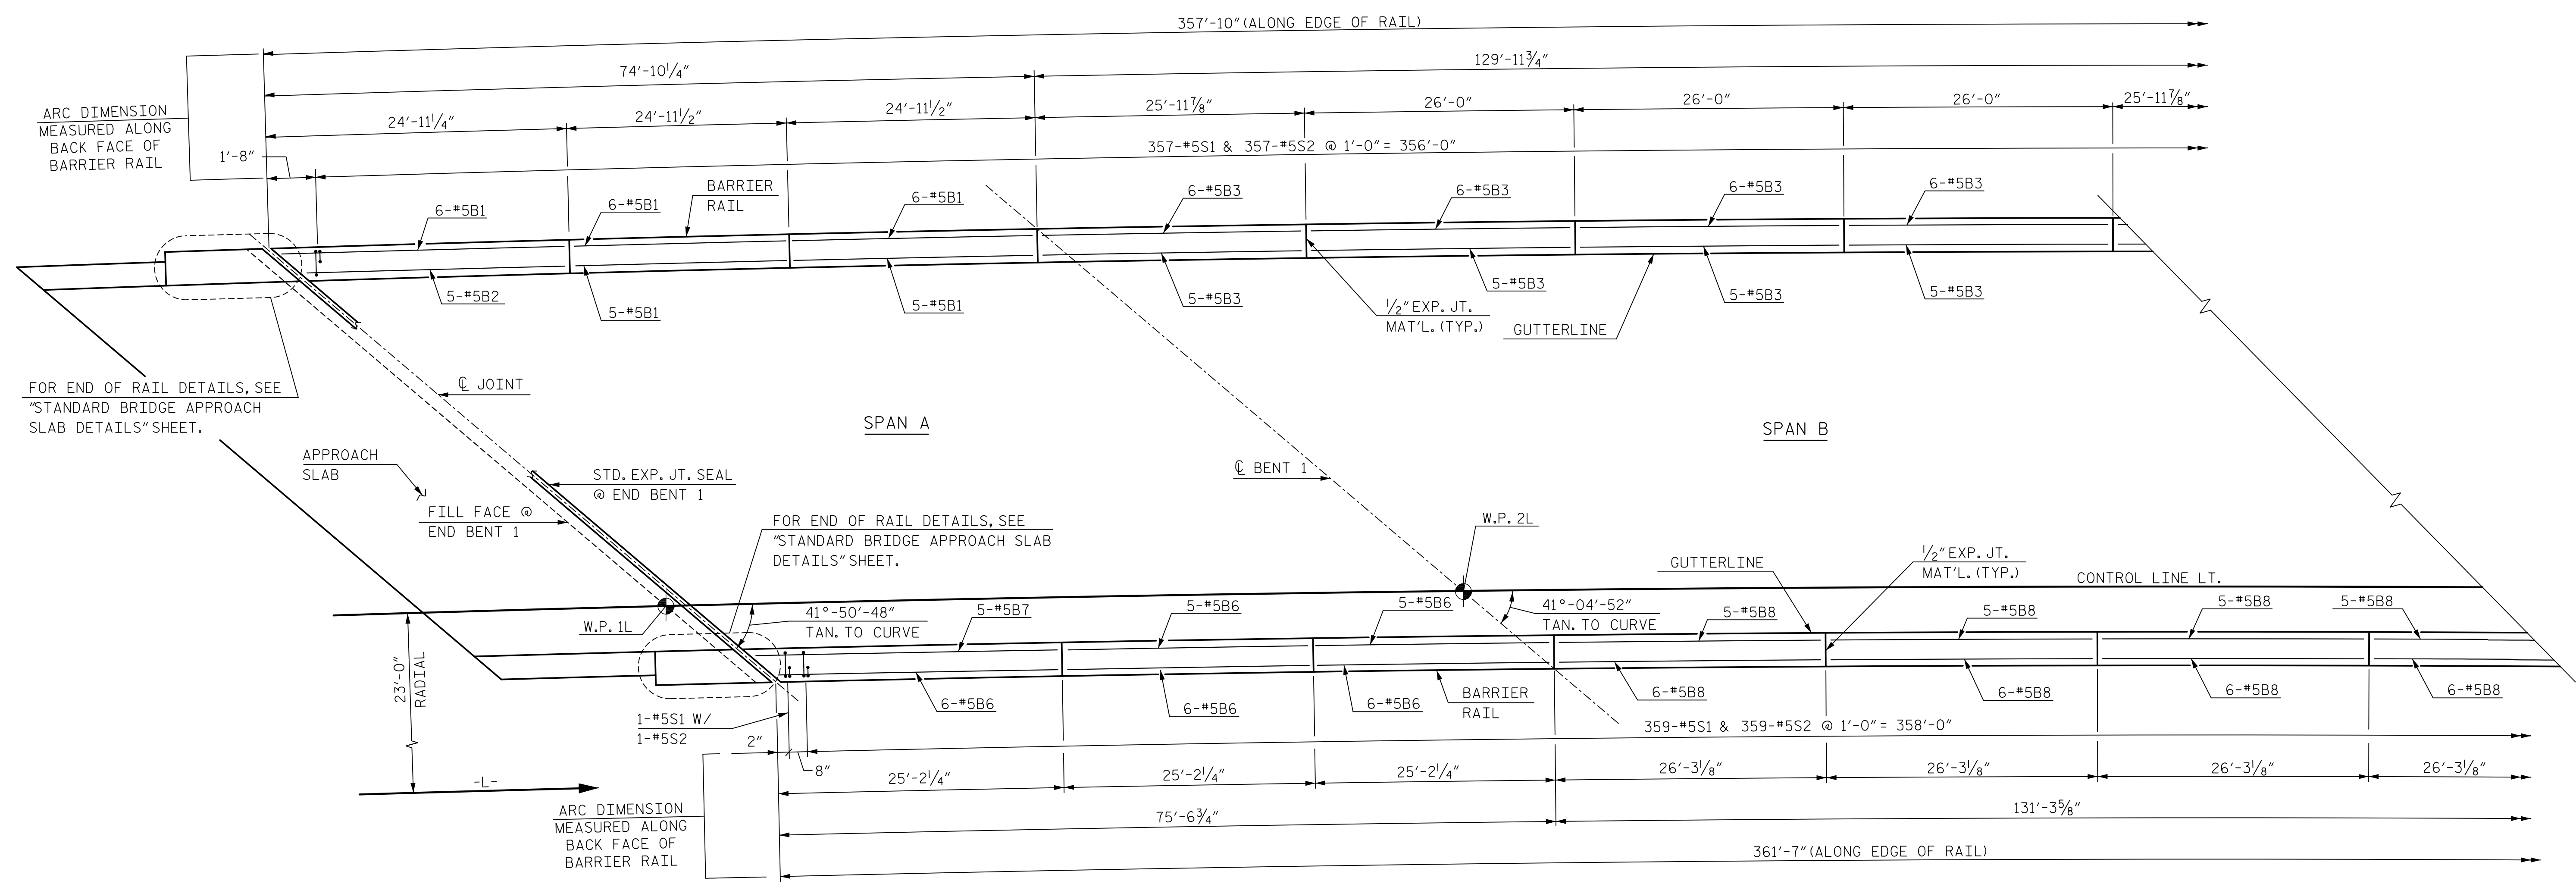 357'-10" (ALONG EDGE OF RAIL)
74'-10¼"
129'-11¾"
ARC DIMENSION
MEASURED ALONG
BACK FACE OF
BARRIER RAIL
24'-11¼"
24'-11½"
24'-11½"
25'-11⅞"
26'-0"
26'-0"
26'-0"
25'-11⅞"
1'-8"
357-#5S1 & 357-#5S2 @ 1'-0" = 356'-0"
6-#5B1
6-#5B1
BARRIER
RAIL
6-#5B1
6-#5B3
6-#5B3
6-#5B3
6-#5B3
5-#5B2
5-#5B1
5-#5B1
5-#5B3
5-#5B3
5-#5B3
5-#5B3
½" EXP. JT.
MAT'L. (TYP.)
GUTTERLINE
FOR END OF RAIL DETAILS, SEE
"STANDARD BRIDGE APPROACH
SLAB DETAILS" SHEET.
℄ JOINT
SPAN A
SPAN B
APPROACH
SLAB
STD. EXP. JT. SEAL
@ END BENT 1
℄ BENT 1
FILL FACE @
END BENT 1
FOR END OF RAIL DETAILS, SEE
"STANDARD BRIDGE APPROACH SLAB
DETAILS" SHEET.
W.P. 2L
GUTTERLINE
½" EXP. JT.
MAT'L. (TYP.)
CONTROL LINE LT.
W.P. 1L
41°-50'-48"
TAN. TO CURVE
5-#5B7
5-#5B6
5-#5B6
41°-04'-52"
TAN. TO CURVE
5-#5B8
5-#5B8
5-#5B8
5-#5B8
23'-0"
RADIAL
6-#5B6
6-#5B6
6-#5B6
BARRIER
RAIL
6-#5B8
6-#5B8
6-#5B8
6-#5B8
1-#5S1 W/
1-#5S2
2"
8"
359-#5S1 & 359-#5S2 @ 1'-0" = 358'-0"
-L-
25'-2¼"
25'-2¼"
25'-2¼"
26'-3⅛"
26'-3⅛"
26'-3⅛"
26'-3⅛"
ARC DIMENSION
MEASURED ALONG
BACK FACE OF
BARRIER RAIL
75'-6¾"
131'-3⅝"
361'-7" (ALONG EDGE OF RAIL)